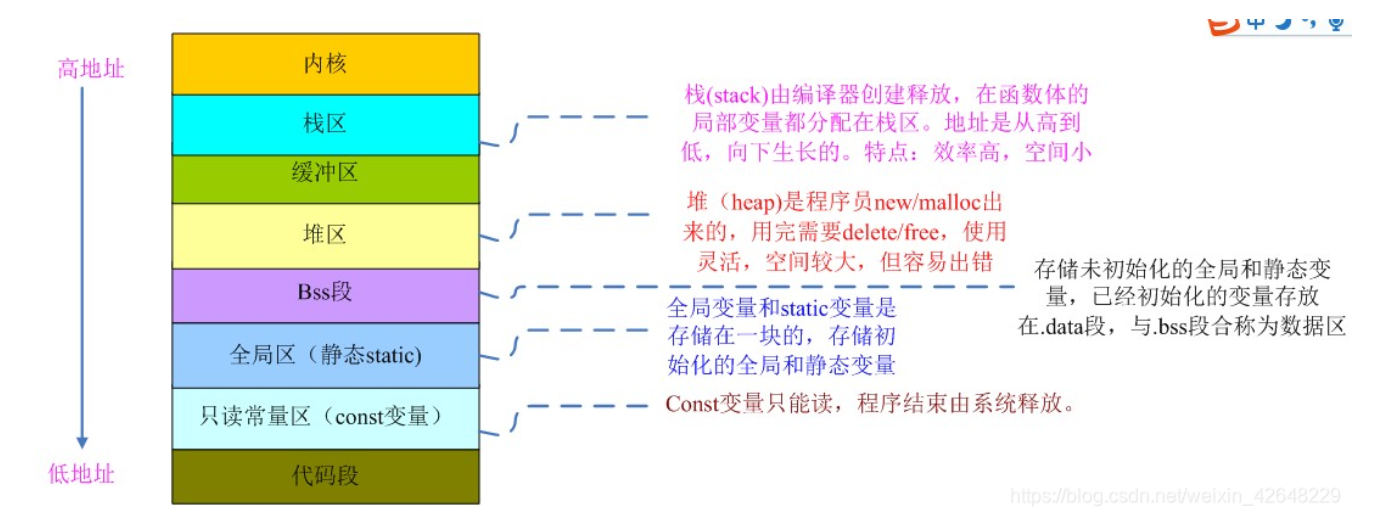 中
高地址
内核
栈区
栈(stack)由编译器创建释放，在函数体的
局部变量都分配在栈区。地址是从高到
低，向下生长的。特点：效率高，空间小
缓冲区
堆区
堆（heap)是程序员new/malloc出
来的，用完需要delete/free，使用
灵活，空间较大，但容易出错
Bss段
存储未初始化的全局和静态变
量，已经初始化的变量存放
在.data段，与.bss段合称为数据区
全局区（静态static)
全局变量和static变量是
存储在一块的，存储初
始化的全局和静态变量
只读常量区（const变量）
Const变量只能读，程序结束由系统释放。
低地址
代码段
https://blog.csdn.net/weixin_42648229